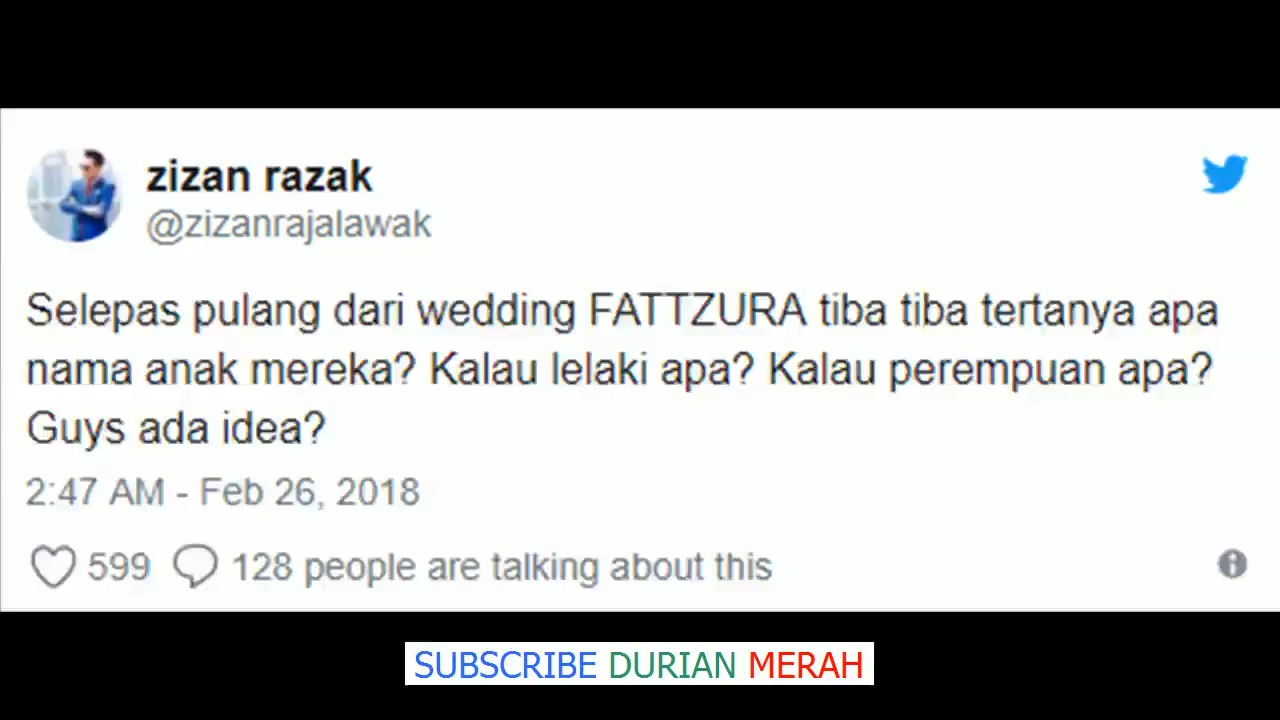 zizan razak
@zizanrajalawak
Selepas pulang dari wedding FATTZURA tiba tiba tertanya apa
nama anak mereka? Kalau lelaki apa? Kalau perempuan apa?
Guys ada idea?
2:47 AM - Feb 26, 2018
599 128 people are talking about this
SUBSCRIBE DURIAN MERAH